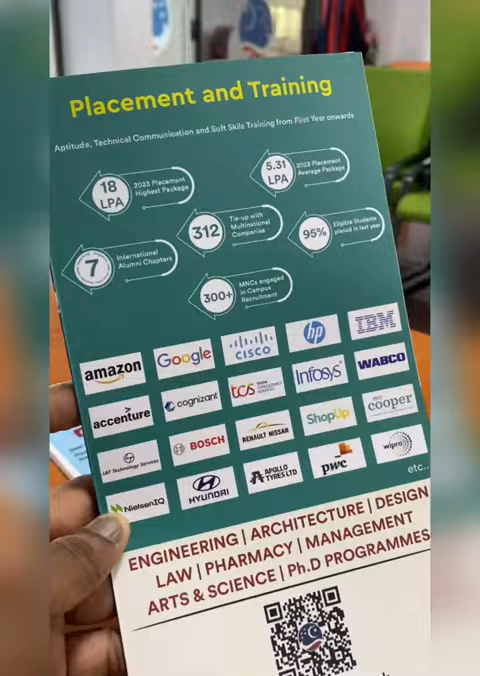 Placement and Training
Aptitude, Technical Communication and Soft Skils Training from First Year onwards
18
LPA
2023 Placement
Highest Package
5.31
LPA
2023 Placement
Average Package
312
Tie-up with
Multinational
Companies
95%
Eligible Students
placed in last year
7
International
Alumni Chapters
300+
MNCs engaged
in Campus
Recruitment
amazon
Google
CISCO
hp
IBM
accenture
cognizant
tcs TATA CONSULTANCY SERVICES
Infosys
WABCO
L&T Technology Services
BOSCH
RENAULT NISSAN
ShopUp
cooper
NielsenIQ
HYUNDAI
APOLLO
TYRES LTD
pwc
wipro
etc..
ENGINEERING | ARCHITECTURE | DESIGN
LAW | PHARMACY | MANAGEMENT
ARTS & SCIENCE | Ph.D PROGRAMMES